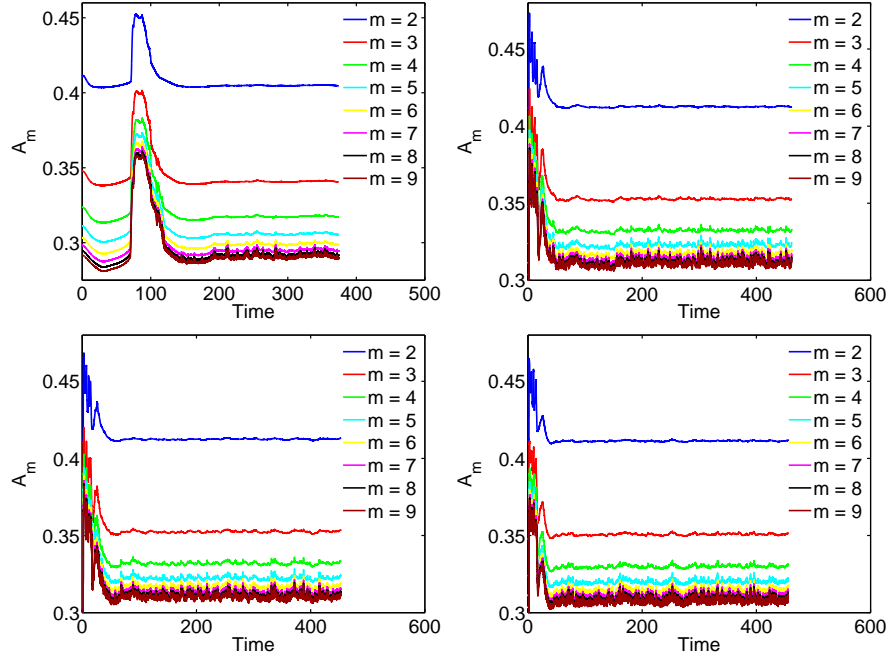 0.45
0.4
0.35
0.3
A_m
0 100 200 300 400 500
Time
m = 2
m = 3
m = 4
m = 5
m = 6
m = 7
m = 8
m = 9
0.45
0.4
0.35
0.3
A_m
0 200 400 600
Time
m = 2
m = 3
m = 4
m = 5
m = 6
m = 7
m = 8
m = 9
0.45
0.4
0.35
0.3
A_m
0 200 400 600
Time
m = 2
m = 3
m = 4
m = 5
m = 6
m = 7
m = 8
m = 9
0.45
0.4
0.35
0.3
A_m
0 200 400 600
Time
m = 2
m = 3
m = 4
m = 5
m = 6
m = 7
m = 8
m = 9